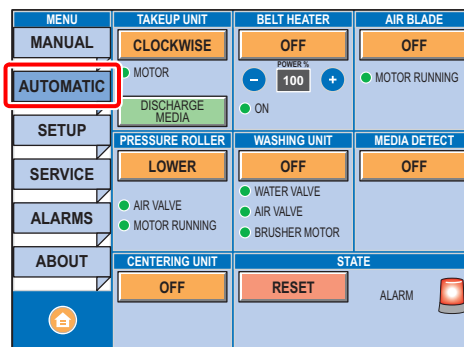 MENU
MANUAL
AUTOMATIC
SETUP
SERVICE
ALARMS
ABOUT
TAKEUP UNIT
CLOCKWISE
MOTOR
DISCHARGE
MEDIA
BELT HEATER
OFF
POWER %
- 100 +
ON
AIR BLADE
OFF
MOTOR RUNNING
PRESSURE ROLLER
LOWER
AIR VALVE
MOTOR RUNNING
WASHING UNIT
OFF
WATER VALVE
AIR VALVE
BRUSHER MOTOR
MEDIA DETECT
OFF
CENTERING UNIT
OFF
STATE
RESET
ALARM